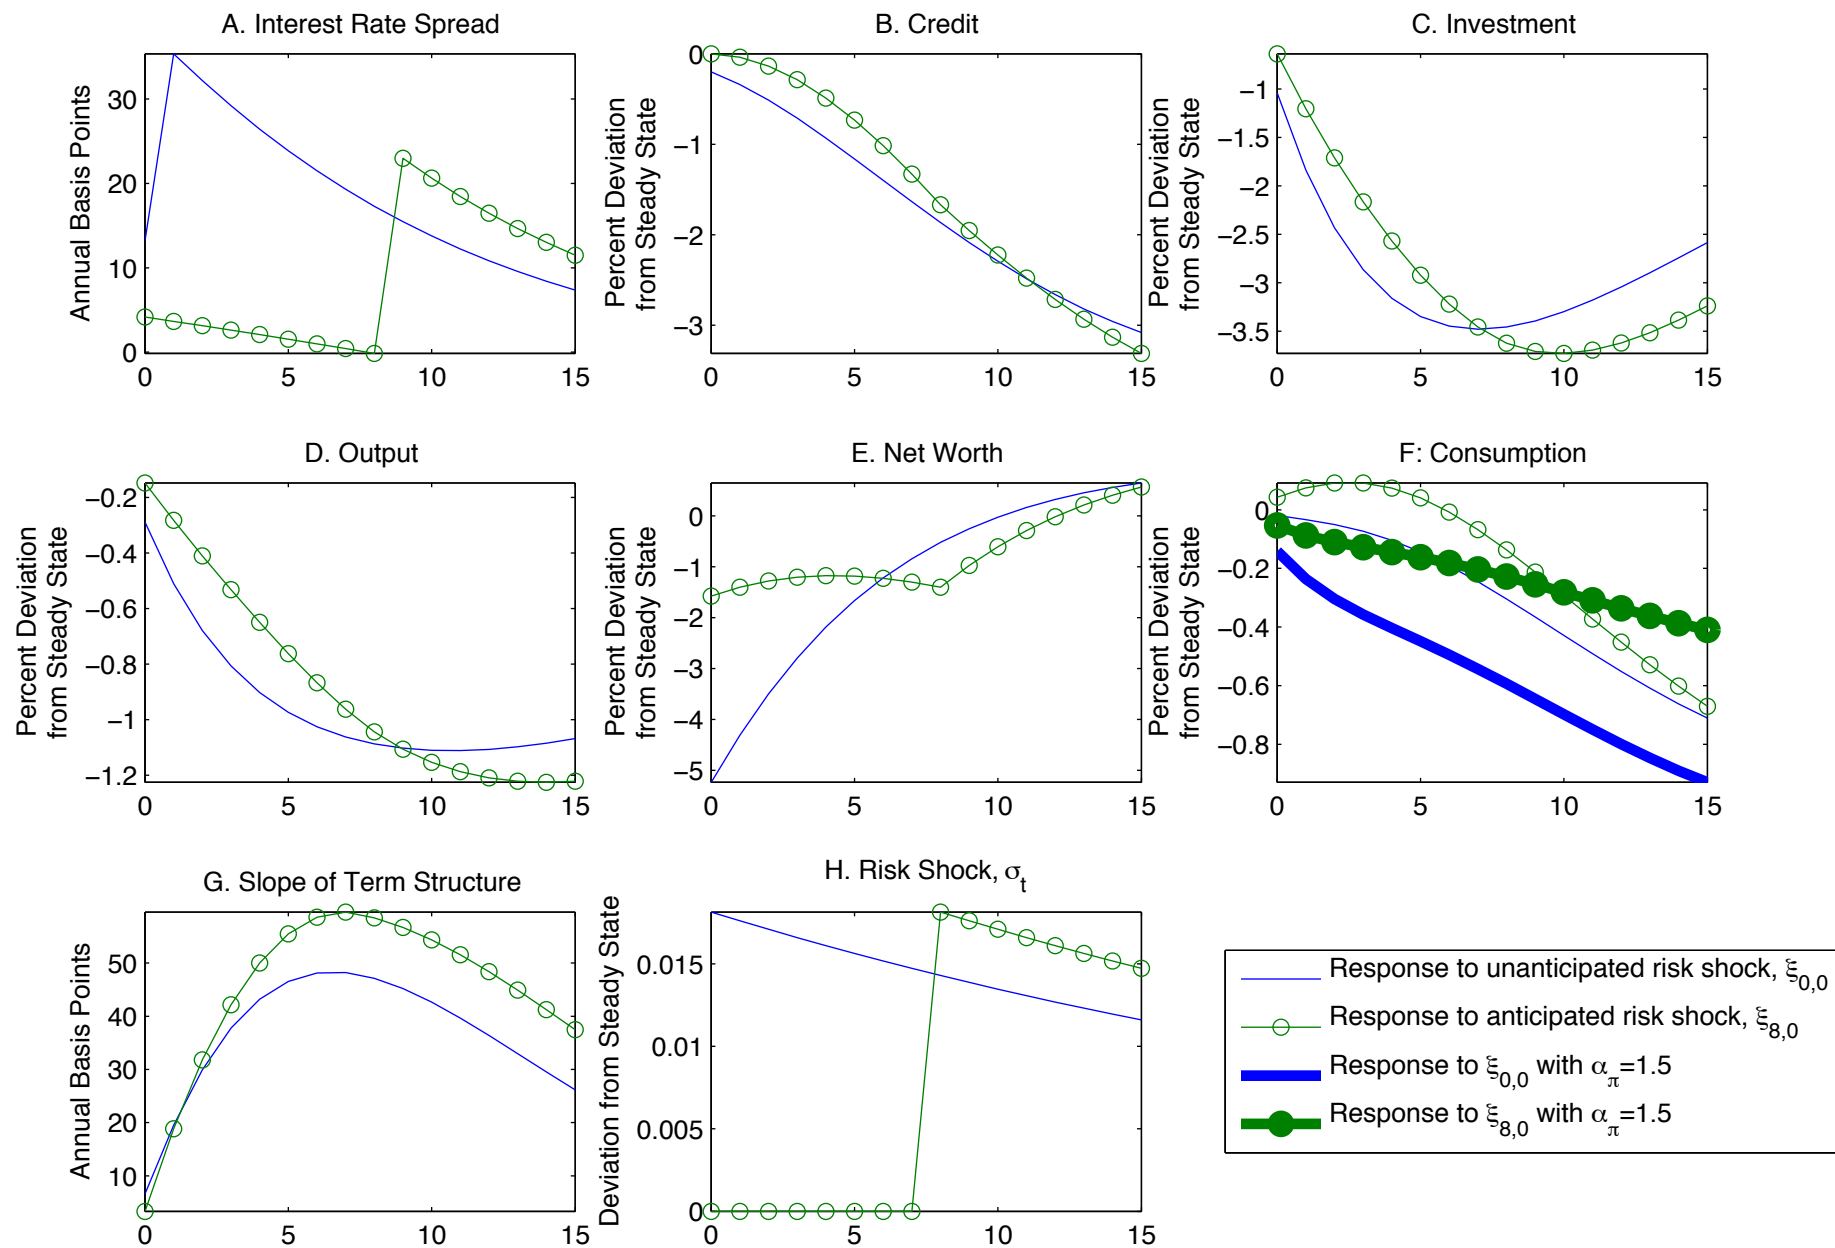 A. Interest Rate Spread
Annual Basis Points
30
20
10
0
0 5 10 15
B. Credit
Percent Deviation
from Steady State
0
−1
−2
−3
0 5 10 15
C. Investment
Percent Deviation
from Steady State
−1
−1.5
−2
−2.5
−3
−3.5
0 5 10 15
D. Output
Percent Deviation
from Steady State
−0.2
−0.4
−0.6
−0.8
−1
−1.2
0 5 10 15
E. Net Worth
Percent Deviation
from Steady State
0
−1
−2
−3
−4
−5
0 5 10 15
F: Consumption
Percent Deviation
from Steady State
0
−0.2
−0.4
−0.6
−0.8
0 5 10 15
G. Slope of Term Structure
Annual Basis Points
50
40
30
20
10
0 5 10 15
H. Risk Shock, σt
Deviation from Steady State
0.015
0.01
0.005
0
0 5 10 15
Response to unanticipated risk shock, ξ0,0
Response to anticipated risk shock, ξ8,0
Response to ξ0,0 with απ=1.5
Response to ξ8,0 with απ=1.5